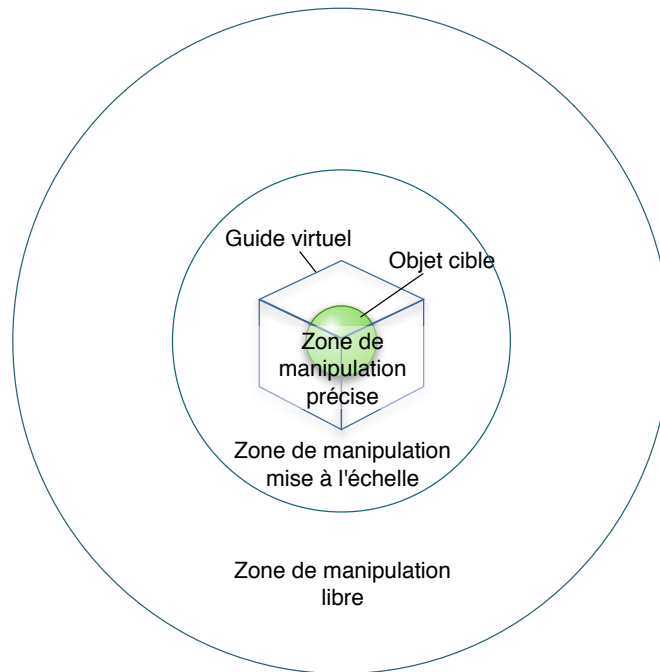 Guide virtuel
Objet cible
Zone de
manipulation
précise
Zone de manipulation
mise à l'échelle
Zone de manipulation
libre